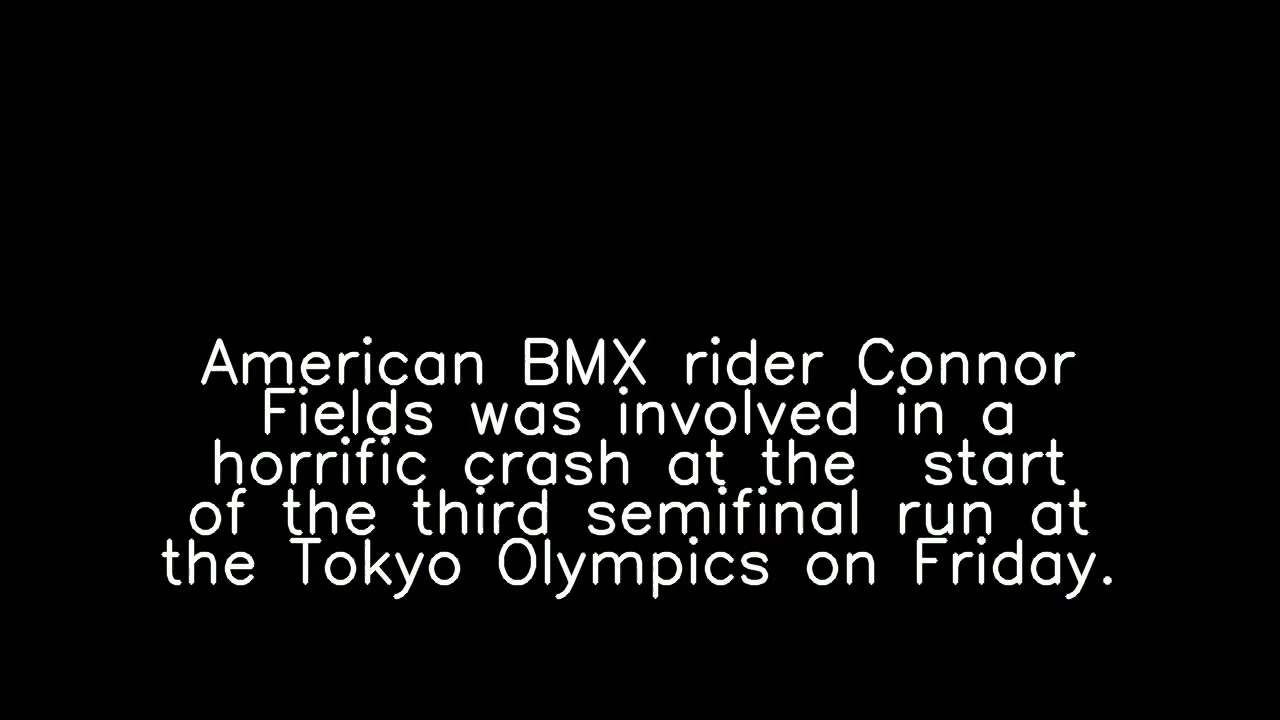 American BMX rider Connor
Fields was involved in a
horrific crash at the  start
of the third semifinal run at
the Tokyo Olympics on Friday.